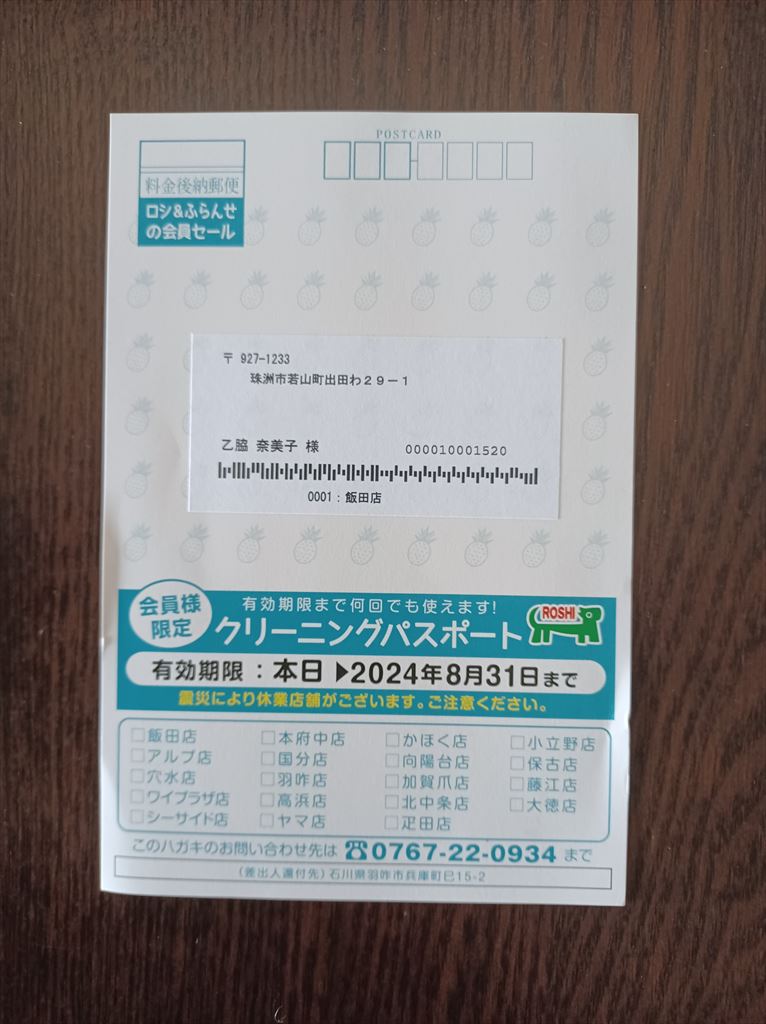 POSTCARD
料金後納郵便
ロシ&ふらんせ
の会員セール
〒 927-1233
珠洲市若山町出田わ29-1
乙脇 奈美子 様 000010001520
0001:飯田店
会員様
限定
有効期限まで何回でも使えます!
クリーニングパスポート
ROSHI
有効期限:本日▶2024年8月31日まで
震災により休業店舗がございます。ご注意ください。
□飯田店 □本府中店 □かほく店 □小立野店
□アルプ店 □国分店 □向陽台店 □保古店
□穴水店 □羽咋店 □加賀爪店 □藤江店
□ワイプラザ店 □高浜店 □北中条店 □大徳店
□シーサイド店 □ヤマ店 □疋田店
このハガキのお問い合わせ先は ☎0767-22-0934 まで
(差出人還付先) 石川県羽咋市兵庫町巳15-2